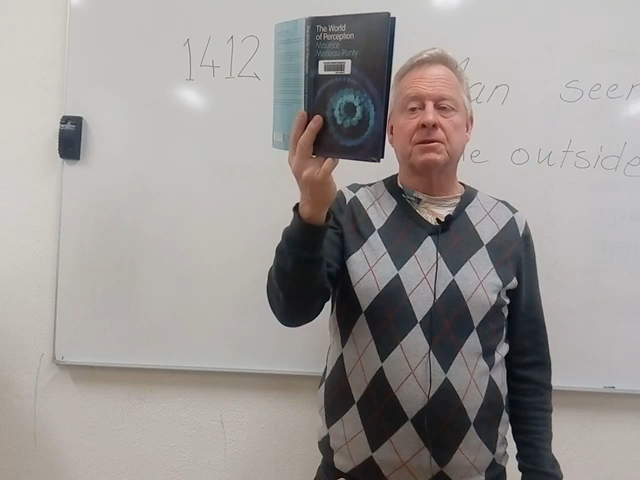 1412
The World
of Perception
Maurice
Merleau-Ponty
an seen
outside